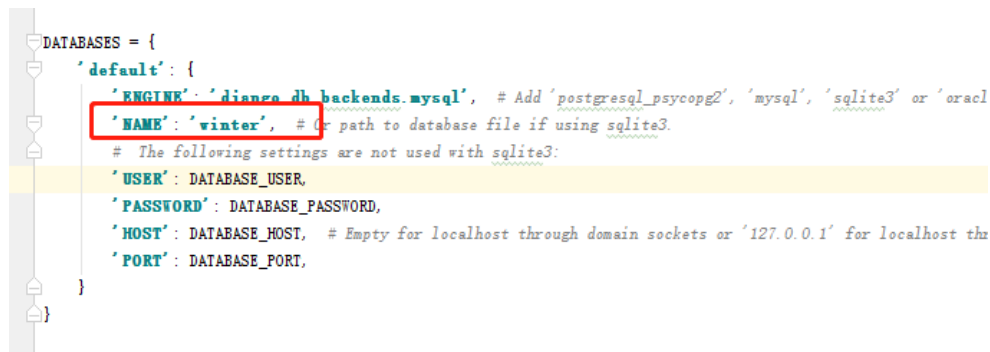 DATABASES = {
'default': {
'ENGINE': 'django.db.backends.mysql', # Add 'postgresql_psycopg2', 'mysql', 'sqlite3' or 'oracl
'NAME': 'winter', # Or path to database file if using sqlite3.
# The following settings are not used with sqlite3:
'USER': DATABASE_USER,
'PASSWORD': DATABASE_PASSWORD,
'HOST': DATABASE_HOST, # Empty for localhost through domain sockets or '127.0.0.1' for localhost thr
'PORT': DATABASE_PORT,
}
}